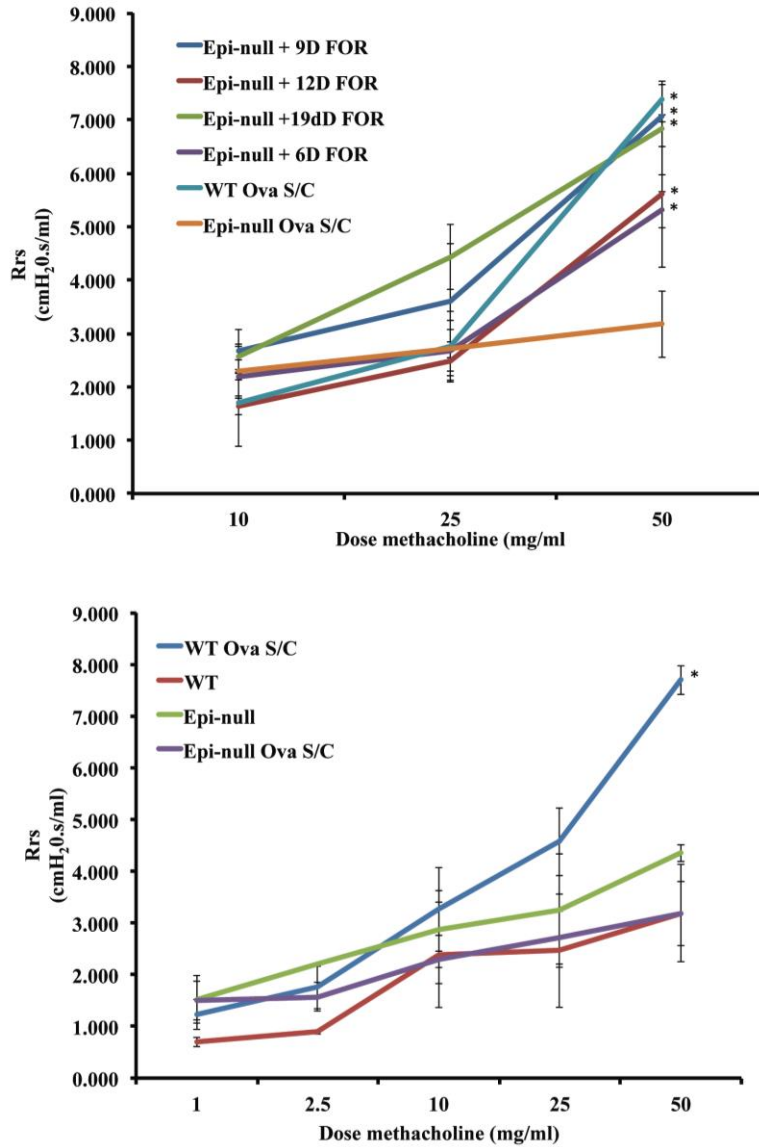 9.000
8.000
7.000
6.000
5.000
4.000
3.000
2.000
1.000
0.000
Rrs
(cmH20.s/ml)
Epi-null + 9D FOR
Epi-null + 12D FOR
Epi-null +19dD FOR
Epi-null + 6D FOR
WT Ova S/C
Epi-null Ova S/C
*
*
*
*
*
10 25 50
Dose methacholine (mg/ml
9.000
8.000
7.000
6.000
5.000
4.000
3.000
2.000
1.000
0.000
Rrs
(cmH20.s/ml)
WT Ova S/C
WT
Epi-null
Epi-null Ova S/C
*
1 2.5 10 25 50
Dose methacholine (mg/ml)